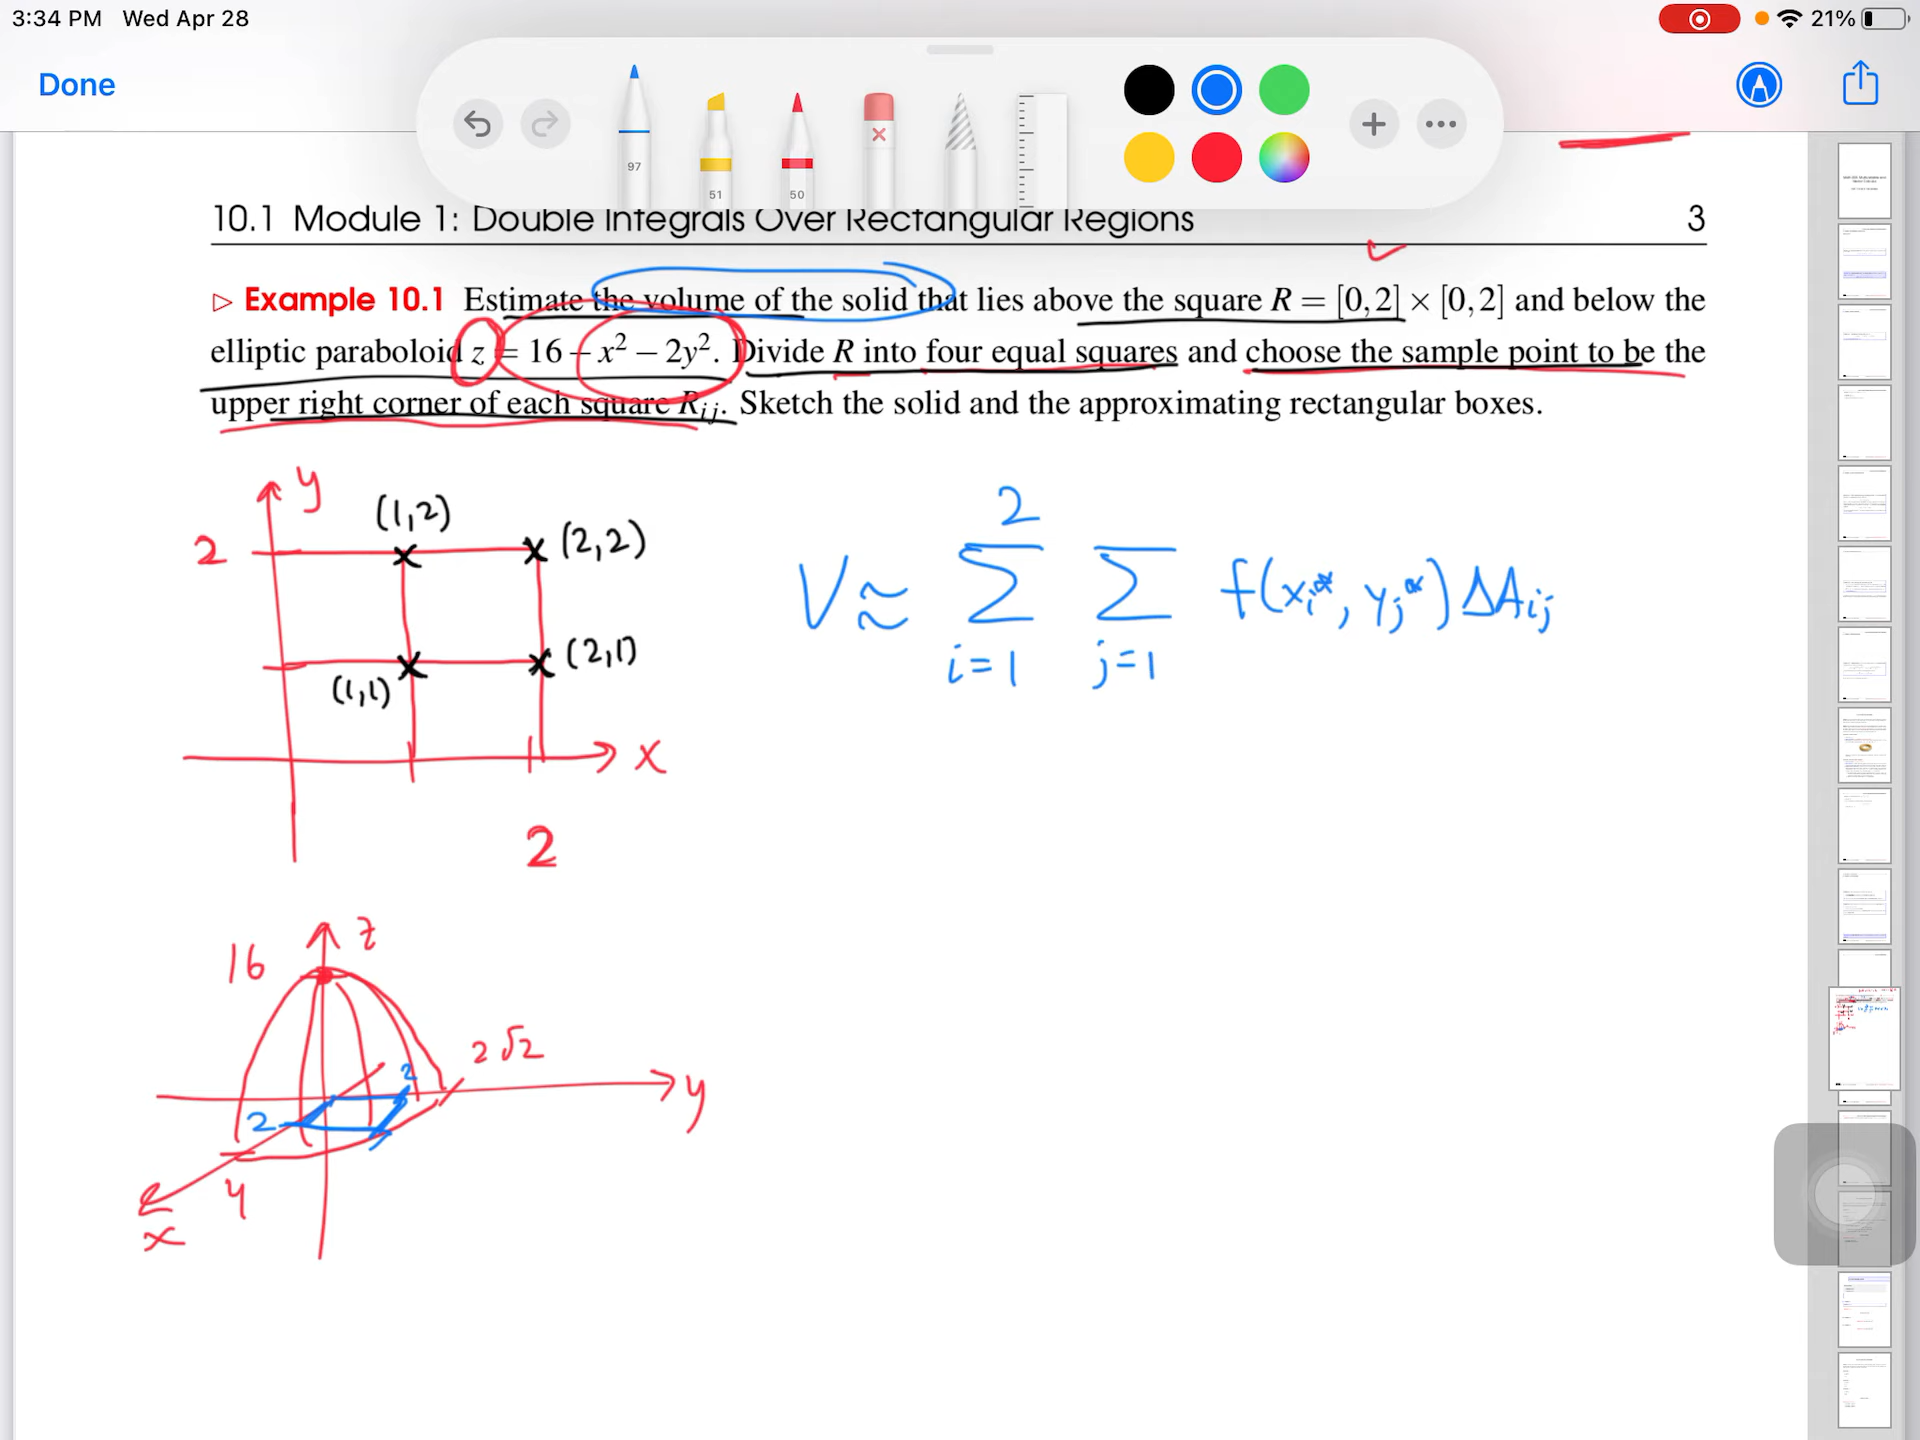 3:34 PM Wed Apr 28
21%
Done
97
51
50
10.1 Module 1: Double Integrals Over Rectangular Regions 3
▷ Example 10.1 Estimate the volume of the solid that lies above the square R = [0,2] × [0,2] and below the
elliptic paraboloid z = 16 − x² − 2y². Divide R into four equal squares and choose the sample point to be the
upper right corner of each square Rᵢⱼ. Sketch the solid and the approximating rectangular boxes.
y
(1,2)
2
(2,2)
(2,1)
(1,1)
x
2
2
V ≈ Σ Σ f(xᵢ*, yⱼ*) ΔAᵢⱼ
i=1 j=1
z
16
2√2
2
y
2
4
x